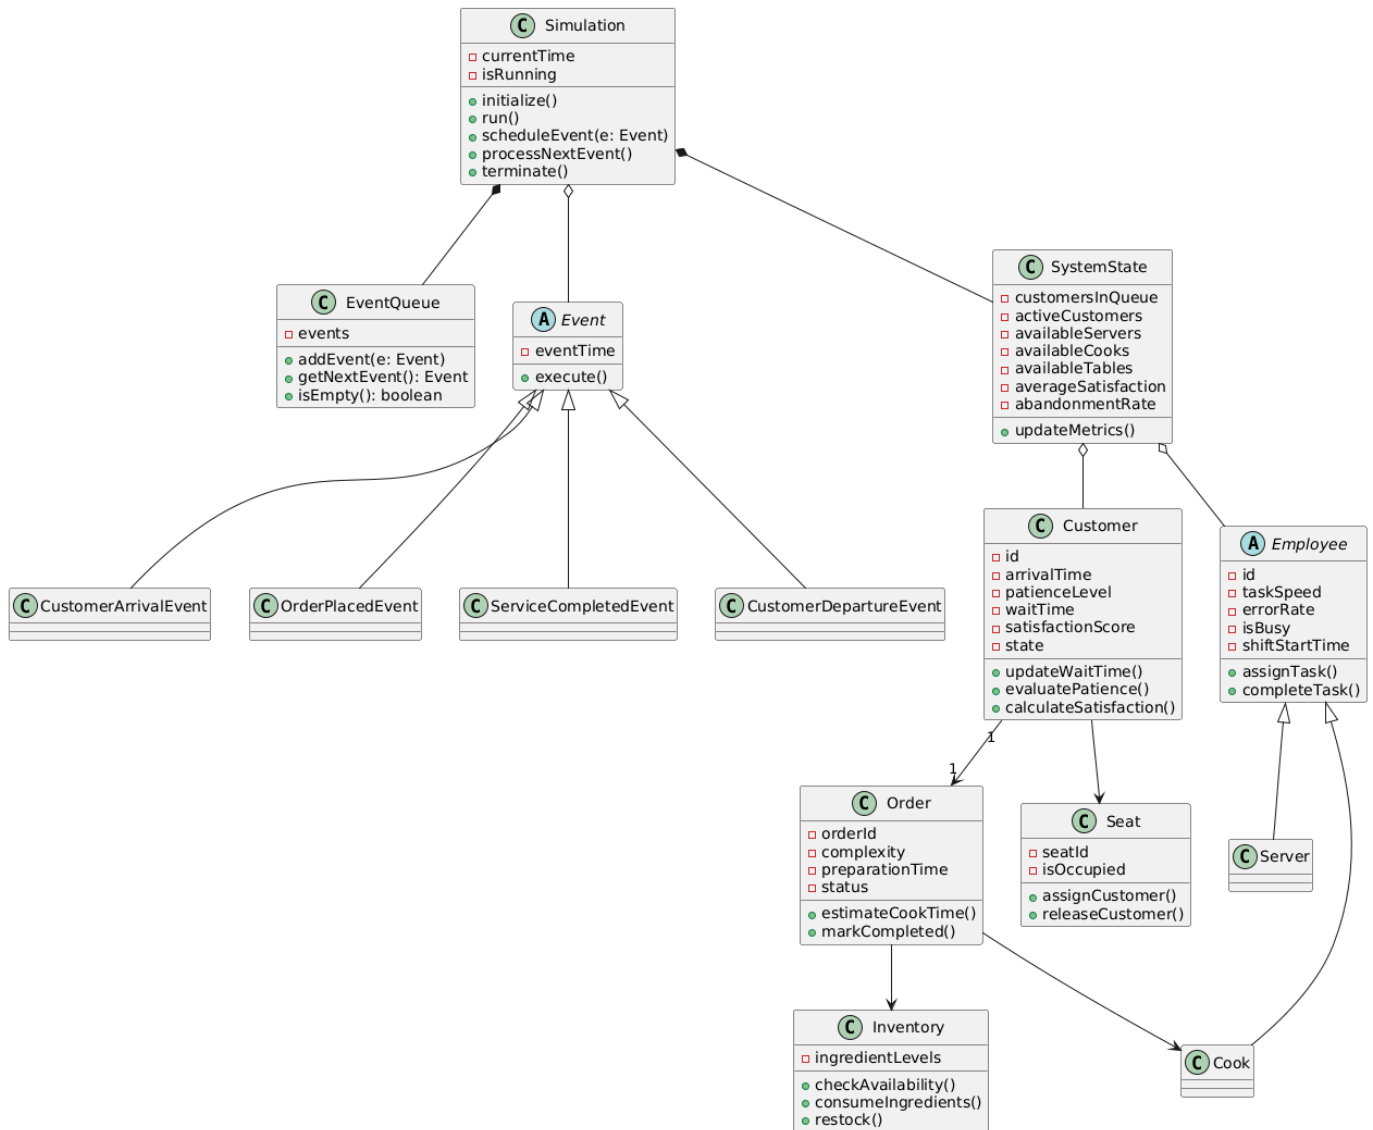 C Simulation
currentTime
isRunning
initialize()
run()
scheduleEvent(e: Event)
processNextEvent()
terminate()
C EventQueue
events
addEvent(e: Event)
getNextEvent(): Event
isEmpty(): boolean
A Event
eventTime
execute()
C SystemState
customersInQueue
activeCustomers
availableServers
availableCooks
availableTables
averageSatisfaction
abandonmentRate
updateMetrics()
C CustomerArrivalEvent
C OrderPlacedEvent
C ServiceCompletedEvent
C CustomerDepartureEvent
C Customer
id
arrivalTime
patienceLevel
waitTime
satisfactionScore
state
updateWaitTime()
evaluatePatience()
calculateSatisfaction()
A Employee
id
taskSpeed
errorRate
isBusy
shiftStartTime
assignTask()
completeTask()
1
1
C Order
orderId
complexity
preparationTime
status
estimateCookTime()
markCompleted()
C Seat
seatId
isOccupied
assignCustomer()
releaseCustomer()
C Server
C Inventory
ingredientLevels
checkAvailability()
consumeIngredients()
restock()
C Cook